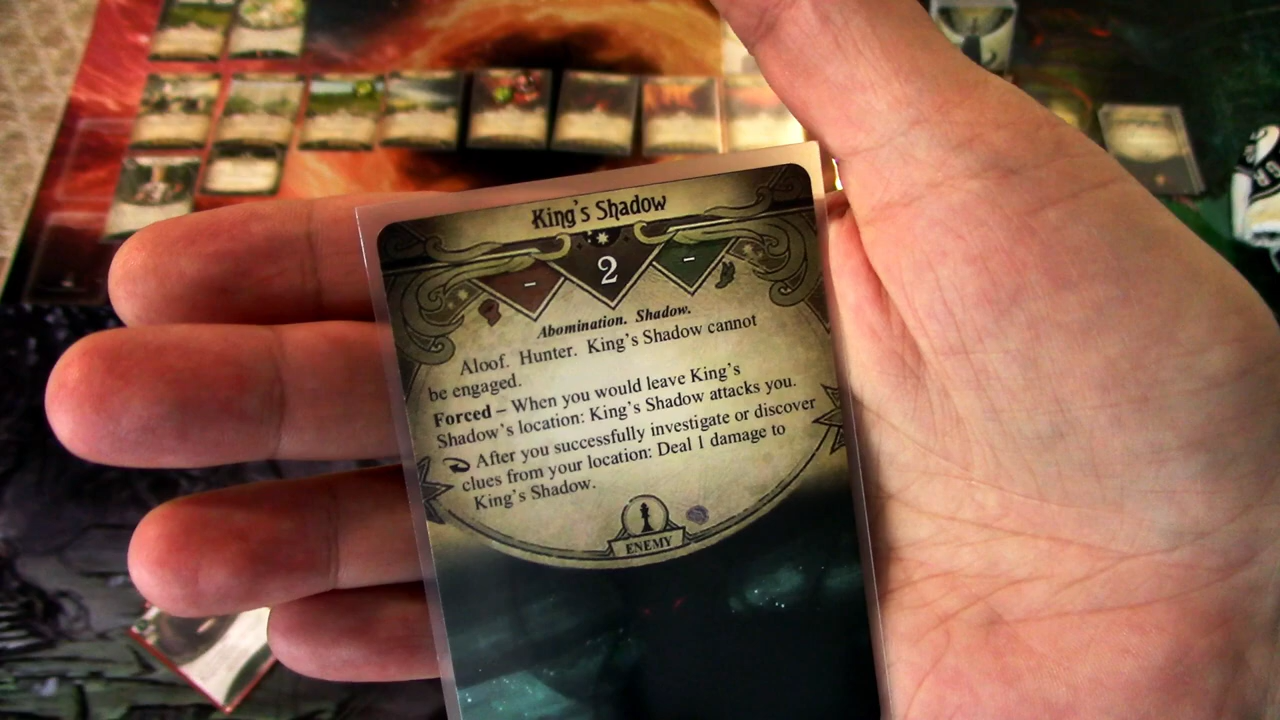 King's Shadow
-
2
-
Abomination. Shadow.
Aloof. Hunter. King's Shadow cannot
be engaged.
Forced – When you would leave King's
Shadow's location: King's Shadow attacks you.
After you successfully investigate or discover
clues from your location: Deal 1 damage to
King's Shadow.
ENEMY